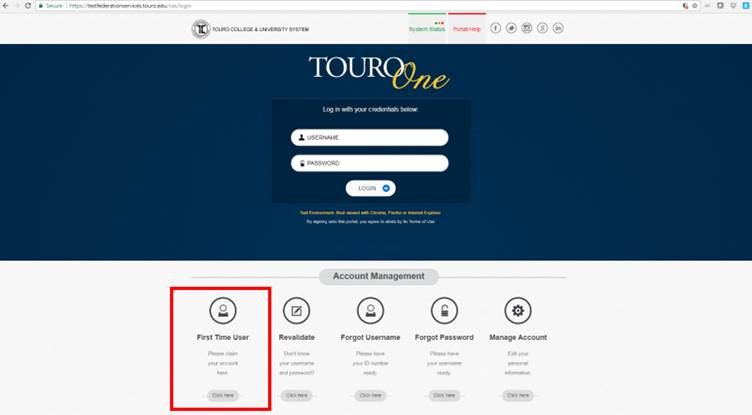 Secure
https://testfederationservices.touro.edu/cas/login
TOURO COLLEGE & UNIVERSITY SYSTEM
System Status
Portal Help
TOURO One
Log in with your credentials below:
USERNAME
PASSWORD
LOGIN
Test Environment. Best viewed with Chrome, Firefox or Internet Explorer
By signing onto this portal, you agree to abide by its Terms of Use
Account Management
First Time User
Please claim
your account
here.
Click here
Revalidate
Don't know
your username
and password?
Click here
Forgot Username
Please have
your ID number
ready.
Click here
Forgot Password
Please have
your username
ready.
Click here
Manage Account
Edit your
personal
information.
Click here